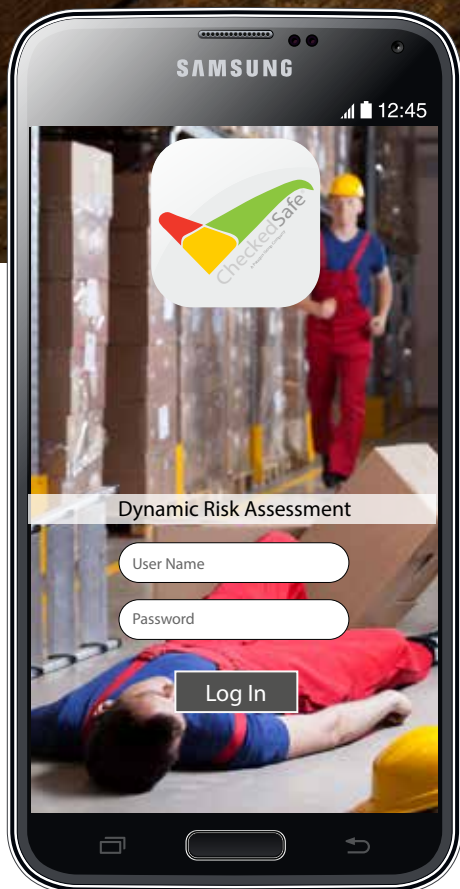 SAMSUNG
12:45
CheckedSafe
Dynamic Risk Assessment
User Name
Password
Log In